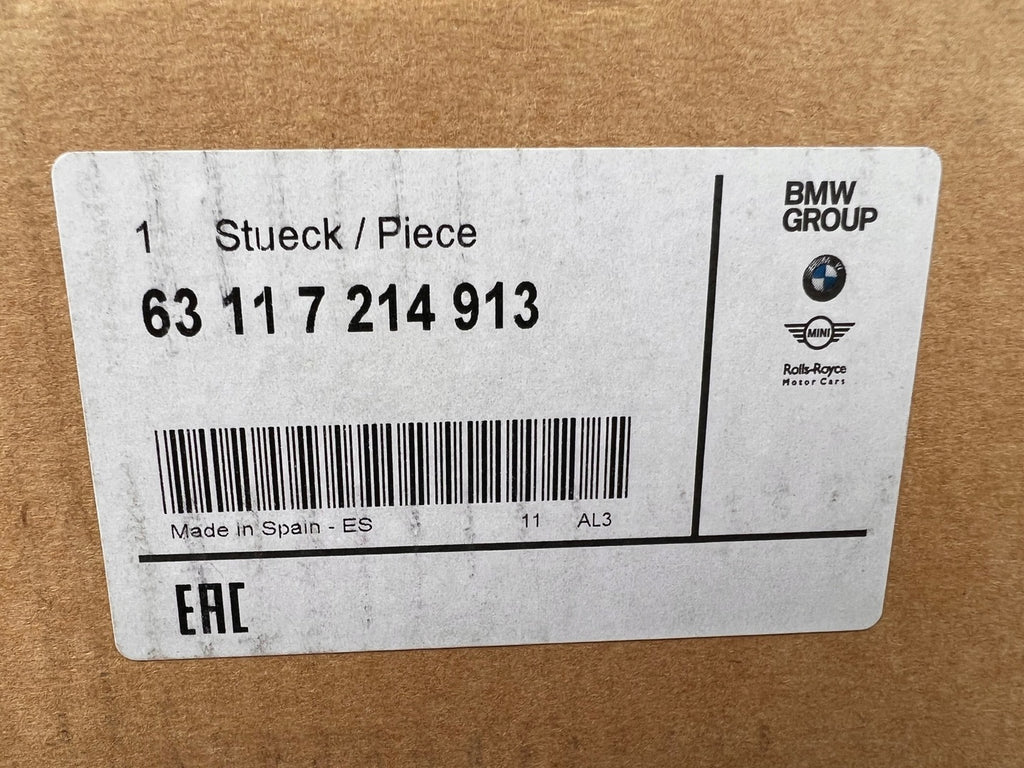 1 Stueck / Piece
63 11 7 214 913
Made in Spain - ES 11 AL3
EAC
BMW
GROUP
MINI
Rolls-Royce
Motor Cars